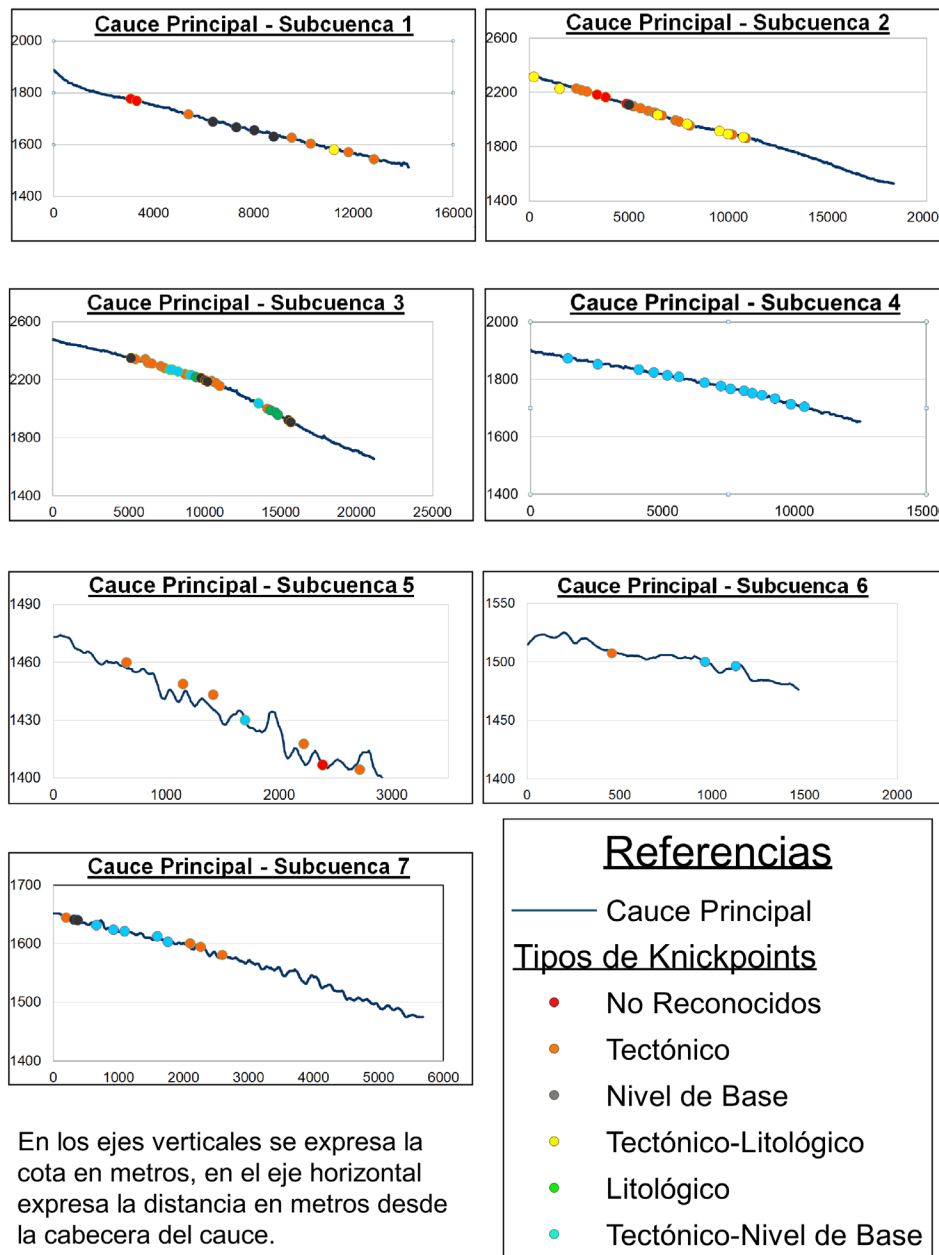 Cauce Principal - Subcuenca 1
2000
1800
1600
1400
0 4000 8000 12000 16000
Cauce Principal - Subcuenca 2
2600
2200
1800
1400
0 5000 10000 15000 2000
Cauce Principal - Subcuenca 3
2600
2200
1800
1400
0 5000 10000 15000 20000 25000
Cauce Principal - Subcuenca 4
2000
1800
1600
1400
0 5000 10000 1500
Cauce Principal - Subcuenca 5
1490
1460
1430
1400
0 1000 2000 3000
Cauce Principal - Subcuenca 6
1550
1500
1450
1400
0 500 1000 1500 2000
Cauce Principal - Subcuenca 7
1700
1600
1500
1400
0 1000 2000 3000 4000 5000 6000
Referencias
Cauce Principal
Tipos de Knickpoints
No Reconocidos
Tectónico
Nivel de Base
Tectónico-Litológico
Litológico
Tectónico-Nivel de Base
En los ejes verticales se expresa la
cota en metros, en el eje horizontal
expresa la distancia en metros desde
la cabecera del cauce.